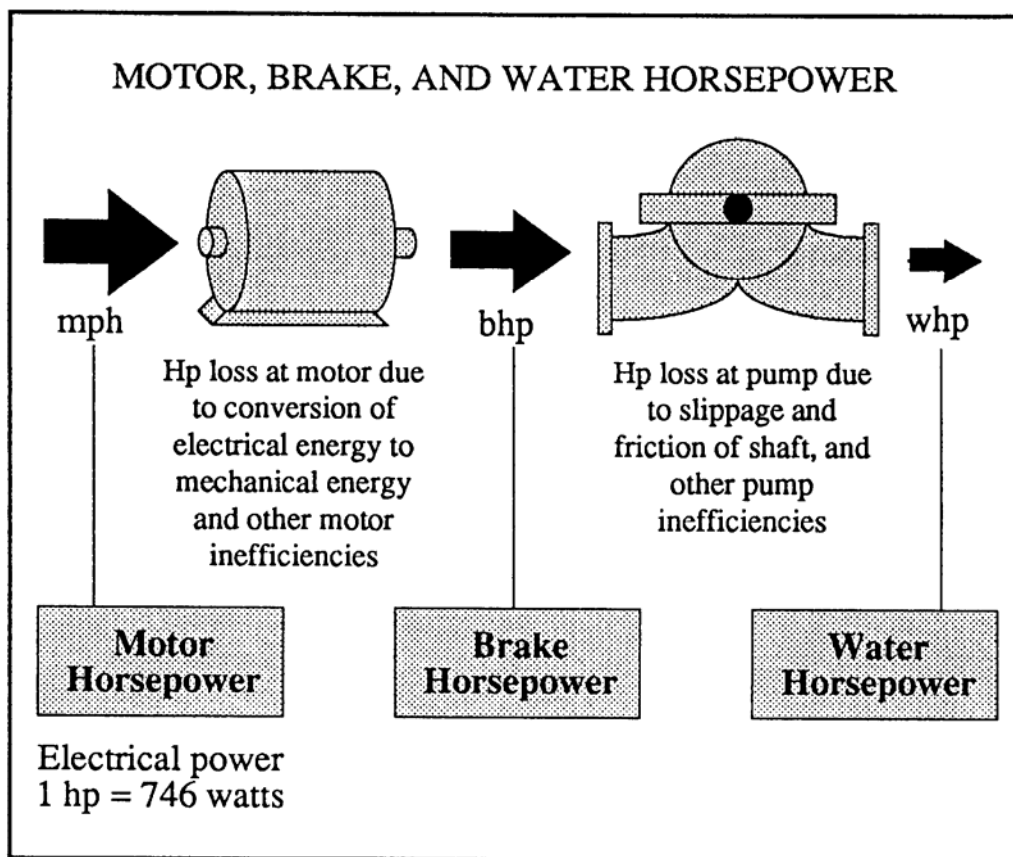 MOTOR, BRAKE, AND WATER HORSEPOWER
mph
bhp
whp
Hp loss at motor due
to conversion of
electrical energy to
mechanical energy
and other motor
inefficiencies
Hp loss at pump due
to slippage and
friction of shaft, and
other pump
inefficiencies
Motor
Horsepower
Brake
Horsepower
Water
Horsepower
Electrical power
1 hp = 746 watts